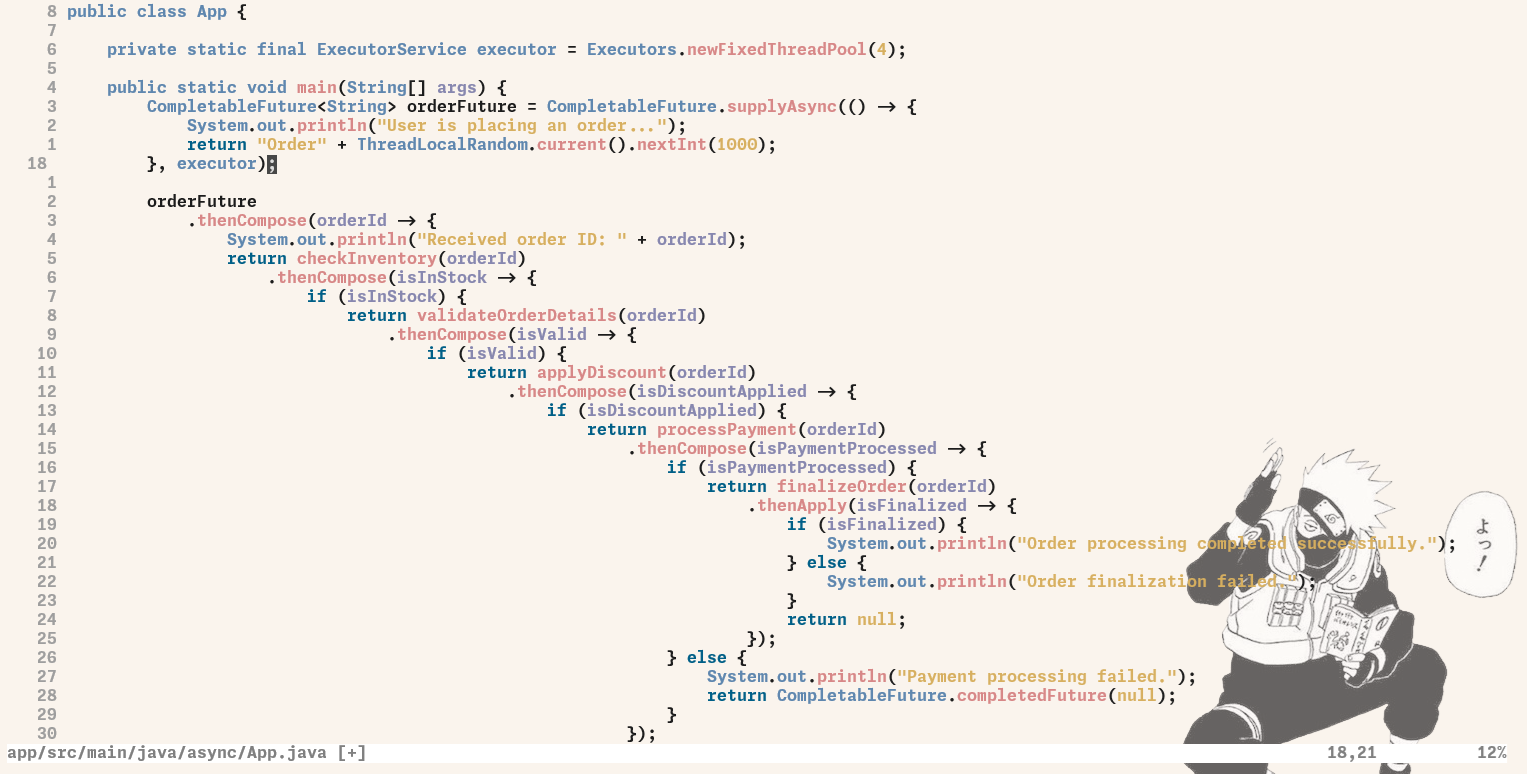 8 public class App {
7
6     private static final ExecutorService executor = Executors.newFixedThreadPool(4);
5
4     public static void main(String[] args) {
3         CompletableFuture<String> orderFuture = CompletableFuture.supplyAsync(() -> {
2             System.out.println("User is placing an order...");
1             return "Order" + ThreadLocalRandom.current().nextInt(1000);
18         }, executor);
1
2         orderFuture
3             .thenCompose(orderId -> {
4                 System.out.println("Received order ID: " + orderId);
5                 return checkInventory(orderId)
6                     .thenCompose(isInStock -> {
7                         if (isInStock) {
8                             return validateOrderDetails(orderId)
9                                 .thenCompose(isValid -> {
10                                     if (isValid) {
11                                         return applyDiscount(orderId)
12                                             .thenCompose(isDiscountApplied -> {
13                                                 if (isDiscountApplied) {
14                                                     return processPayment(orderId)
15                                                         .thenCompose(isPaymentProcessed -> {
16                                                             if (isPaymentProcessed) {
17                                                                 return finalizeOrder(orderId)
18                                                                     .thenApply(isFinalized -> {
19                                                                         if (isFinalized) {
20                                                                             System.out.println("Order processing completed successfully.");
21                                                                         } else {
22                                                                             System.out.println("Order finalization failed.");
23                                                                         }
24                                                                         return null;
25                                                                     });
26                                                             } else {
27                                                                 System.out.println("Payment processing failed.");
28                                                                 return CompletableFuture.completedFuture(null);
29                                                             }
30                                                         });
よっ!
app/src/main/java/async/App.java [+] 18,21 12%